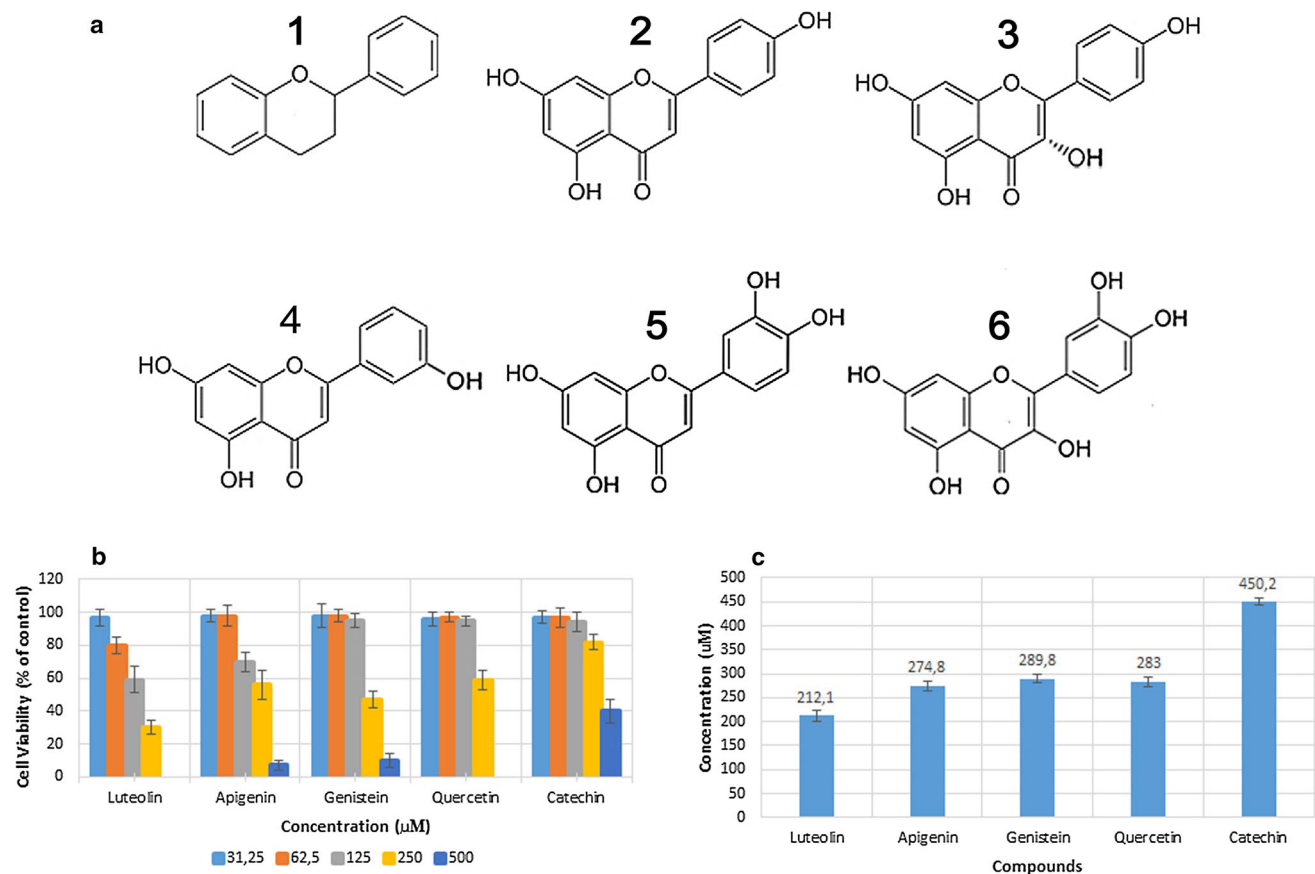 a
1
2
3
O
HO
O
OH
OH
O
HO
O
OH
OH
OH
O
4
5
6
HO
O
OH
OH
O
HO
O
OH
OH
OH
O
HO
O
OH
OH
OH
OH
O
b
Cell Viability (% of control)
120
100
80
60
40
20
0
Luteolin Apigenin Genistein Quercetin Catechin
Concentration (µM)
31,25 62,5 125 250 500
c
Concentration (uM)
500
450
400
350
300
250
200
150
100
50
0
212,1
274,8
289,8
283
450,2
Luteolin Apigenin Genistein Quercetin Catechin
Compounds